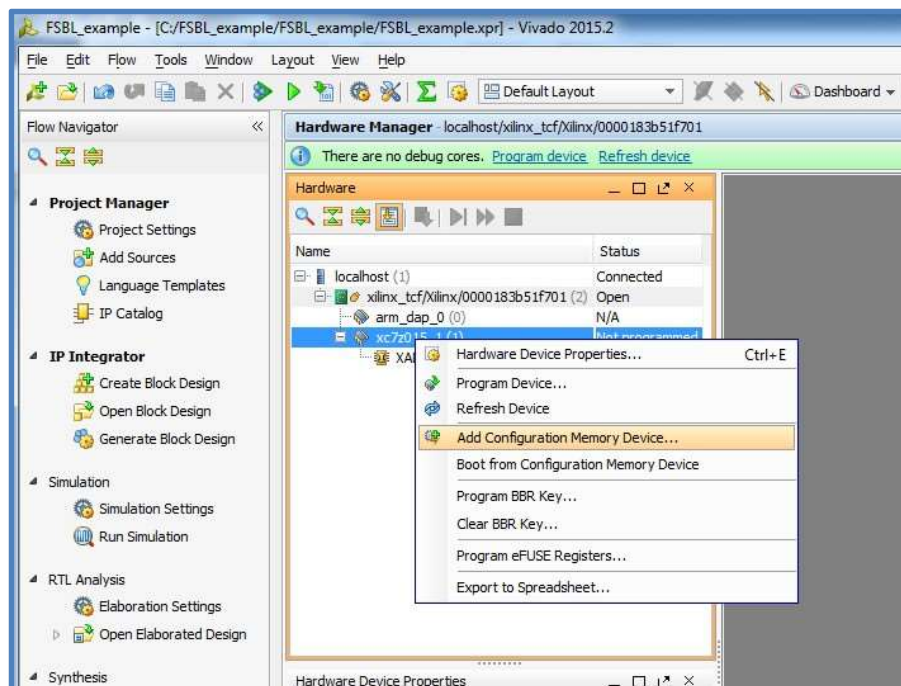 FSBL_example - [C:/FSBL_example/FSBL_example/FSBL_example.xpr] - Vivado 2015.2
File Edit Flow Tools Window Layout View Help
Default Layout
Dashboard
Flow Navigator
Hardware Manager - localhost/xilinx_tcf/Xilinx/0000183b51f701
There are no debug cores. Program device Refresh device
Hardware
Name Status
localhost (1) Connected
xilinx_tcf/Xilinx/0000183b51f701 (2) Open
arm_dap_0 (0) N/A
xc7z015_1 (1) Not programmed
Hardware Device Properties... Ctrl+E
Program Device...
Refresh Device
Add Configuration Memory Device...
Boot from Configuration Memory Device
Program BBR Key...
Clear BBR Key...
Program eFUSE Registers...
Export to Spreadsheet...
Project Manager
Project Settings
Add Sources
Language Templates
IP Catalog
IP Integrator
Create Block Design
Open Block Design
Generate Block Design
Simulation
Simulation Settings
Run Simulation
RTL Analysis
Elaboration Settings
Open Elaborated Design
Synthesis
Hardware Device Properties